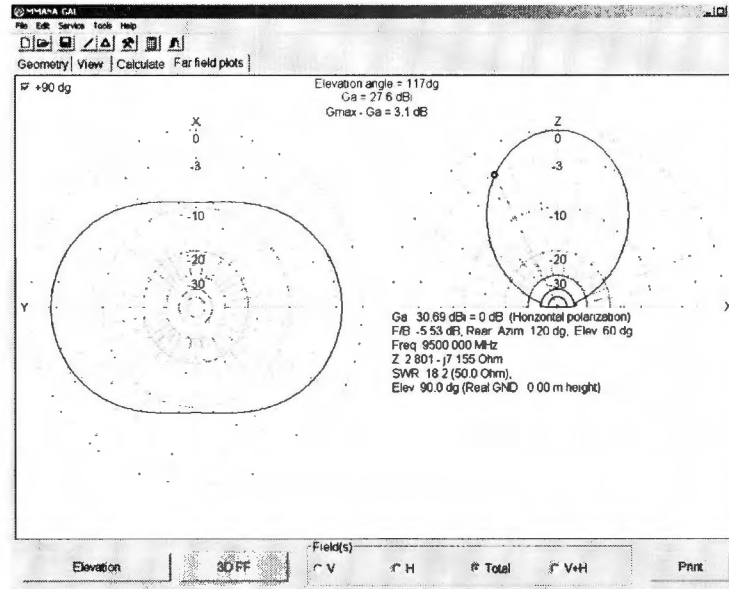 MMANA-GAL
File Edit Service Tools Help
Geometry View Calculate Far field plots
+90 dg
Elevation angle = 117dg
Ga = 27.6 dBi
Gmax - Ga = 3.1 dB
X
0
-3
-10
-20
-30
Y
Z
0
-3
-10
-20
-30
X
Ga 30.69 dBi = 0 dB (Horizontal polarization)
F/B -5.53 dB, Rear Azim 120 dg, Elev 60 dg
Freq 9500 000 MHz
Z 2 801 - j7 155 Ohm
SWR 18 2 (50.0 Ohm),
Elev 90.0 dg (Real GND 0 00 m height)
Field(s)
Elevation
3D FF
V
H
Total
V+H
Print